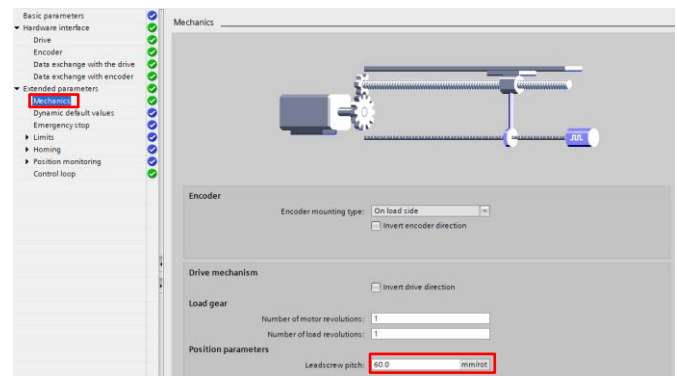 Basic parameters
Hardware interface
Drive
Encoder
Data exchange with the drive
Data exchange with encoder
Extended parameters
Mechanics
Dynamic default values
Emergency stop
Limits
Homing
Position monitoring
Control loop
Mechanics
Encoder
Encoder mounting type: On load side
Invert encoder direction
Drive mechanism
Invert drive direction
Load gear
Number of motor revolutions: 1
Number of load revolutions: 1
Position parameters
Leadscrew pitch: 60.0 mm/rot